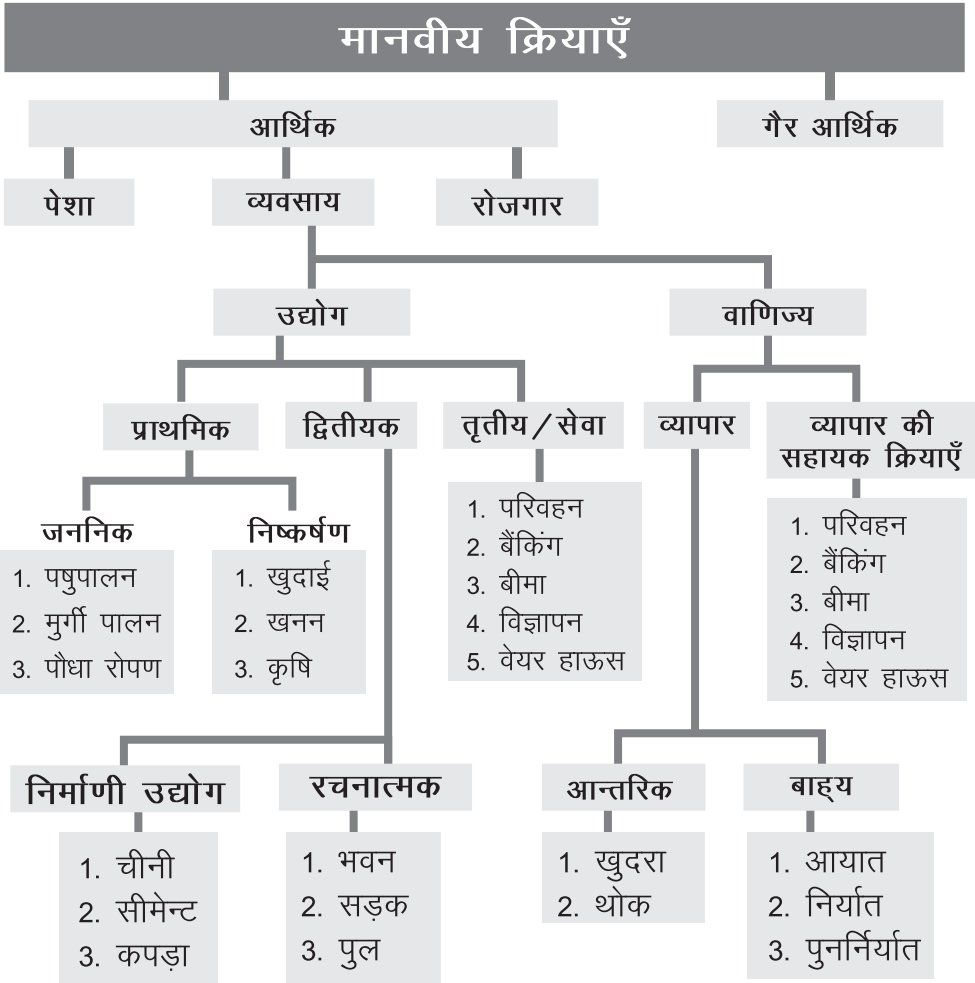 मानवीय क्रियाएँ
आर्थिक
गैर आर्थिक
पेशा
व्यवसाय
रोजगार
उद्योग
वाणिज्य
प्राथमिक
द्वितीयक
तृतीय/सेवा
व्यापार
व्यापार की
सहायक क्रियाएँ
जननिक
1. पषुपालन
2. मुर्गी पालन
3. पौधा रोपण
निष्कर्षण
1. खुदाई
2. खनन
3. कृषि
1. परिवहन
2. बैंकिंग
3. बीमा
4. विज्ञापन
5. वेयर हाऊस
1. परिवहन
2. बैंकिंग
3. बीमा
4. विज्ञापन
5. वेयर हाऊस
निर्माणी उद्योग
1. चीनी
2. सीमेन्ट
3. कपड़ा
रचनात्मक
1. भवन
2. सड़क
3. पुल
आन्तरिक
1. खुदरा
2. थोक
बाह्य
1. आयात
2. निर्यात
3. पुनर्निर्यात